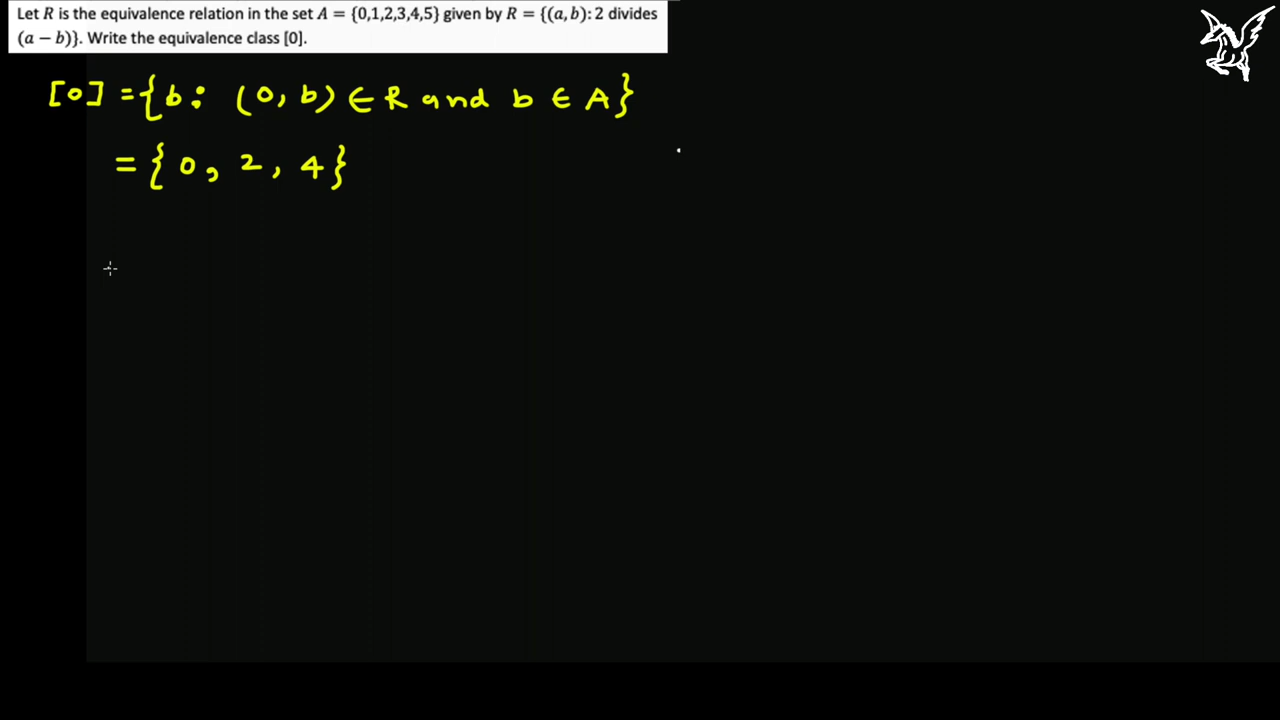 Let R is the equivalence relation in the set A = {0,1,2,3,4,5} given by R = {(a, b): 2 divides
(a − b)}. Write the equivalence class [0].
[0] = {b : (0, b) ∈ R and b ∈ A}
= {0, 2, 4}